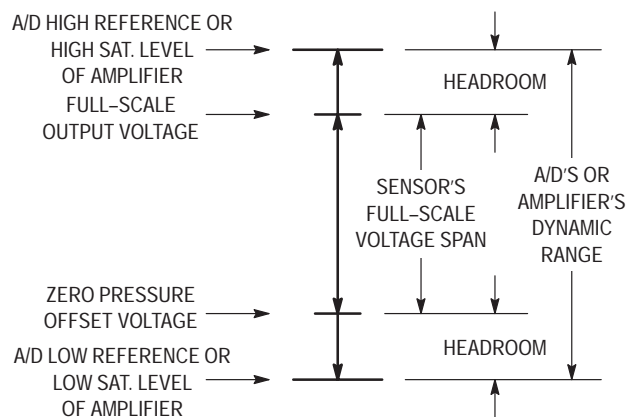 A/D HIGH REFERENCE OR
HIGH SAT. LEVEL
OF AMPLIFIER
HEADROOM
FULL–SCALE
OUTPUT VOLTAGE
SENSOR'S
FULL–SCALE
VOLTAGE SPAN
A/D'S OR
AMPLIFIER'S
DYNAMIC
RANGE
ZERO PRESSURE
OFFSET VOLTAGE
HEADROOM
A/D LOW REFERENCE OR
LOW SAT. LEVEL
OF AMPLIFIER